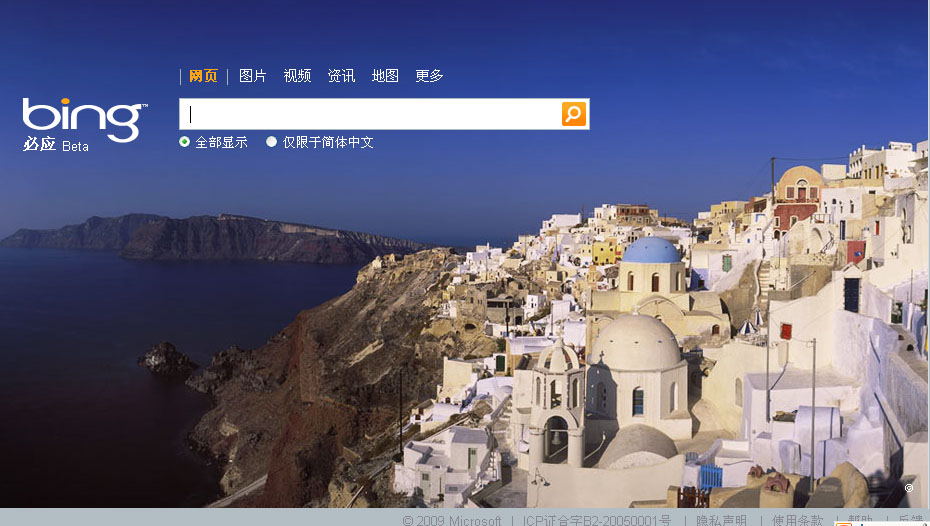 网页 | 图片 视频 资讯 地图 更多
bing™
必应 Beta
全部显示 仅限于简体中文
© 2009 Microsoft | ICP证合字B2-20050001号 | 隐私声明 | 使用条款 | 帮助 | 反馈